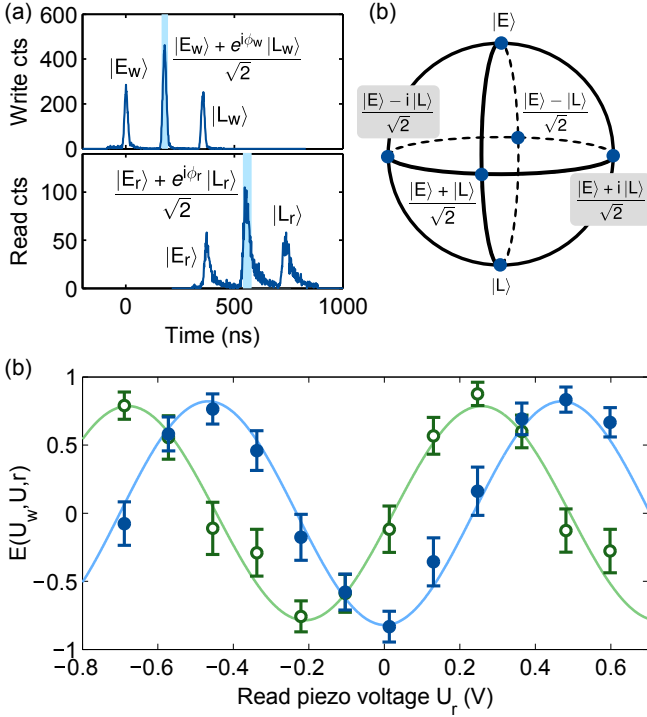 (a)
600
400
200
0
Write cts
|E_w⟩
|E_w⟩ + e^{iϕ_w} |L_w⟩
√2
|L_w⟩
100
50
0
Read cts
|E_r⟩ + e^{iϕ_r} |L_r⟩
√2
|E_r⟩
|L_r⟩
0 500 1000
Time (ns)
(b)
|E⟩
|E⟩ − i |L⟩
√2
|E⟩ − |L⟩
√2
|E⟩ + |L⟩
√2
|E⟩ + i |L⟩
√2
|L⟩
(b)
1
0.5
0
−0.5
−1
E(U_w,U,r)
−0.8 −0.6 −0.4 −0.2 0 0.2 0.4 0.6
Read piezo voltage U_r (V)